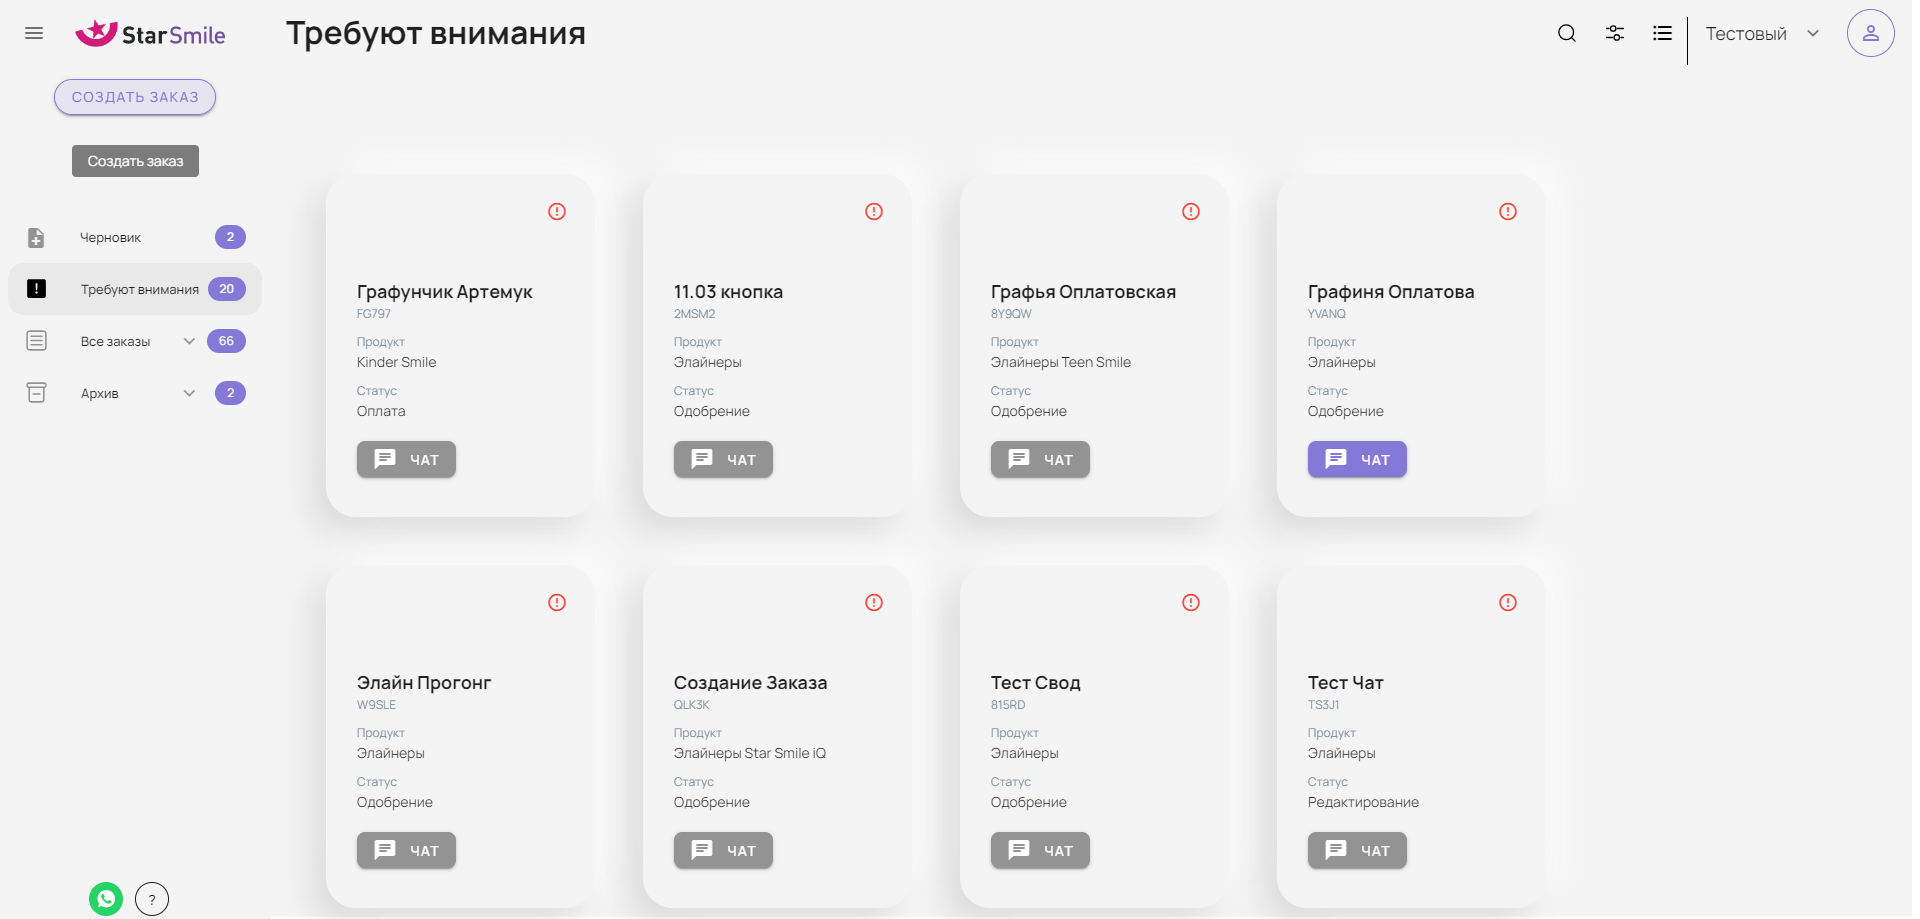 StarSmile
Требуют внимания
Тестовый
СОЗДАТЬ ЗАКАЗ
Создать заказ
Черновик 2
Требуют внимания 20
Все заказы 66
Архив 2
Графунчик Артемук
FG797
Продукт
Kinder Smile
Статус
Оплата
ЧАТ
11.03 кнопка
2MSM2
Продукт
Элайнеры
Статус
Одобрение
ЧАТ
Графья Оплатовская
8Y9QW
Продукт
Элайнеры Teen Smile
Статус
Одобрение
ЧАТ
Графиня Оплатова
YVANQ
Продукт
Элайнеры
Статус
Одобрение
ЧАТ
Элайн Прогонг
W9SLE
Продукт
Элайнеры
Статус
Одобрение
ЧАТ
Создание Заказа
QLK3K
Продукт
Элайнеры Star Smile iQ
Статус
Одобрение
ЧАТ
Тест Свод
815RD
Продукт
Элайнеры
Статус
Одобрение
ЧАТ
Тест Чат
TS3J1
Продукт
Элайнеры
Статус
Редактирование
ЧАТ
?